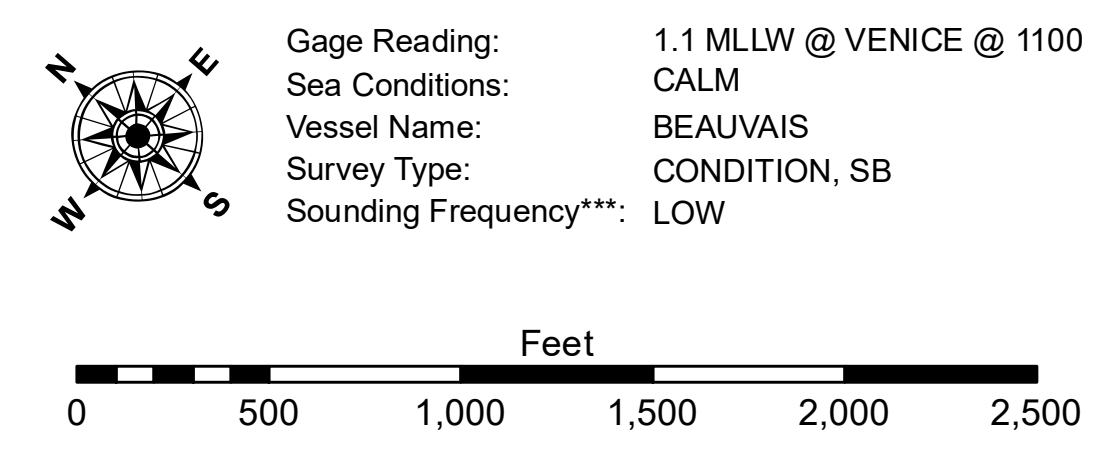 N
E
W
S
Gage Reading: 1.1 MLLW @ VENICE @ 1100
Sea Conditions: CALM
Vessel Name: BEAUVAIS
Survey Type: CONDITION, SB
Sounding Frequency***: LOW
Feet
0 500 1,000 1,500 2,000 2,500